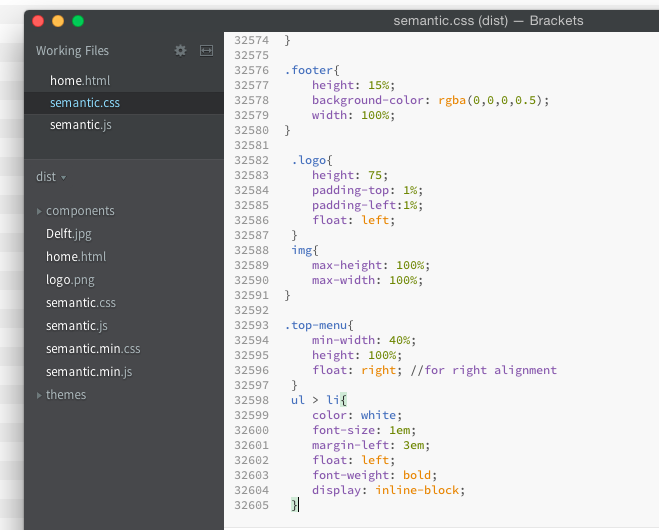 semantic.css (dist) — Brackets
Working Files
home.html
semantic.css
semantic.js
dist
components
Delft.jpg
home.html
logo.png
semantic.css
semantic.js
semantic.min.css
semantic.min.js
themes
32574 }
32575
32576 .footer{
32577 height: 15%;
32578 background-color: rgba(0,0,0,0.5);
32579 width: 100%;
32580 }
32581
32582 .logo{
32583 height: 75;
32584 padding-top: 1%;
32585 padding-left:1%;
32586 float: left;
32587 }
32588 img{
32589 max-height: 100%;
32590 max-width: 100%;
32591 }
32592
32593 .top-menu{
32594 min-width: 40%;
32595 height: 100%;
32596 float: right; //for right alignment
32597 }
32598 ul > li{
32599 color: white;
32600 font-size: 1em;
32601 margin-left: 3em;
32602 float: left;
32603 font-weight: bold;
32604 display: inline-block;
32605 }